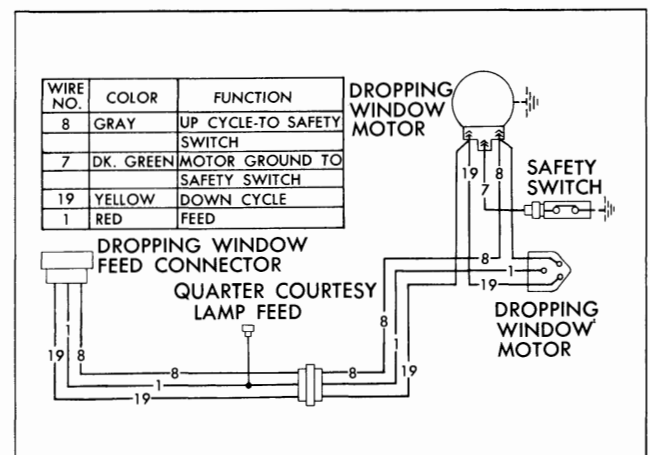 WIRE NO. COLOR FUNCTION
8 GRAY UP CYCLE-TO SAFETY
SWITCH
7 DK. GREEN MOTOR GROUND TO
SAFETY SWITCH
19 YELLOW DOWN CYCLE
1 RED FEED
DROPPING
WINDOW
MOTOR
19
7
8
SAFETY
SWITCH
DROPPING WINDOW
FEED CONNECTOR
QUARTER COURTESY
LAMP FEED
8
1
19
DROPPING
WINDOW
MOTOR
19
1
8
8
1
19
8
1
19
8
1
19